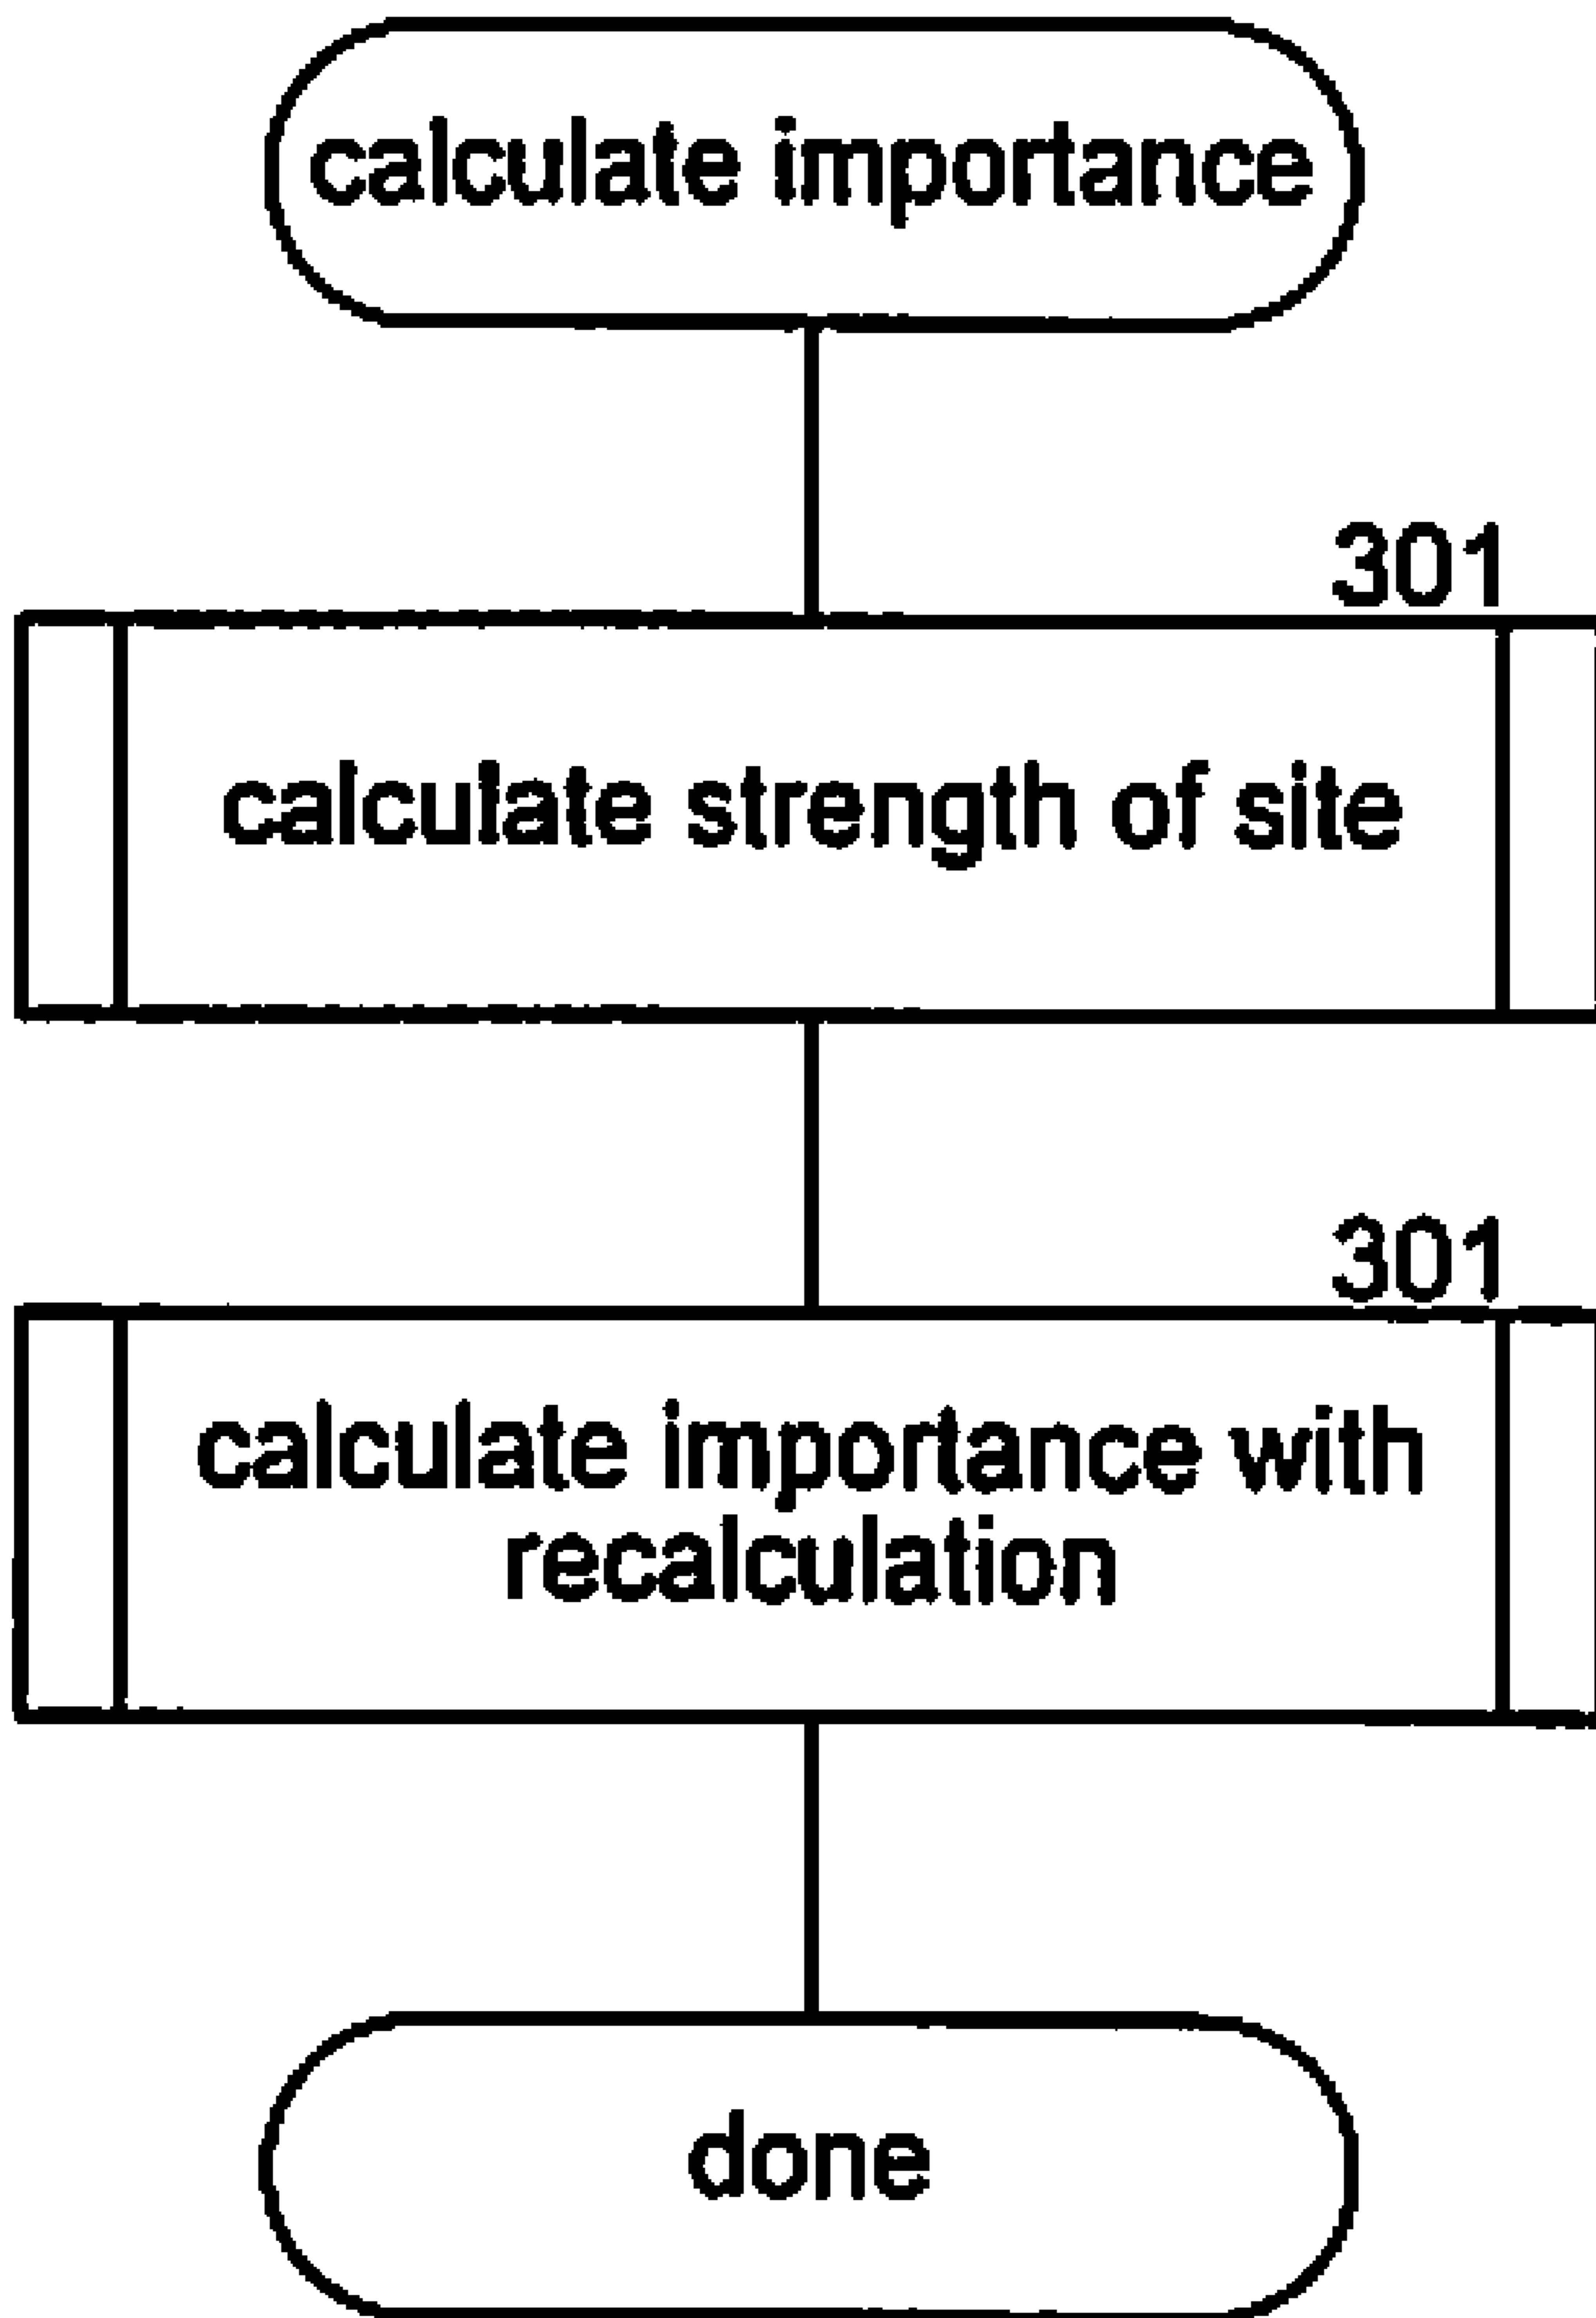 calculate importance
301
calculate strength of site
301
calculate importance with
recalculation
done